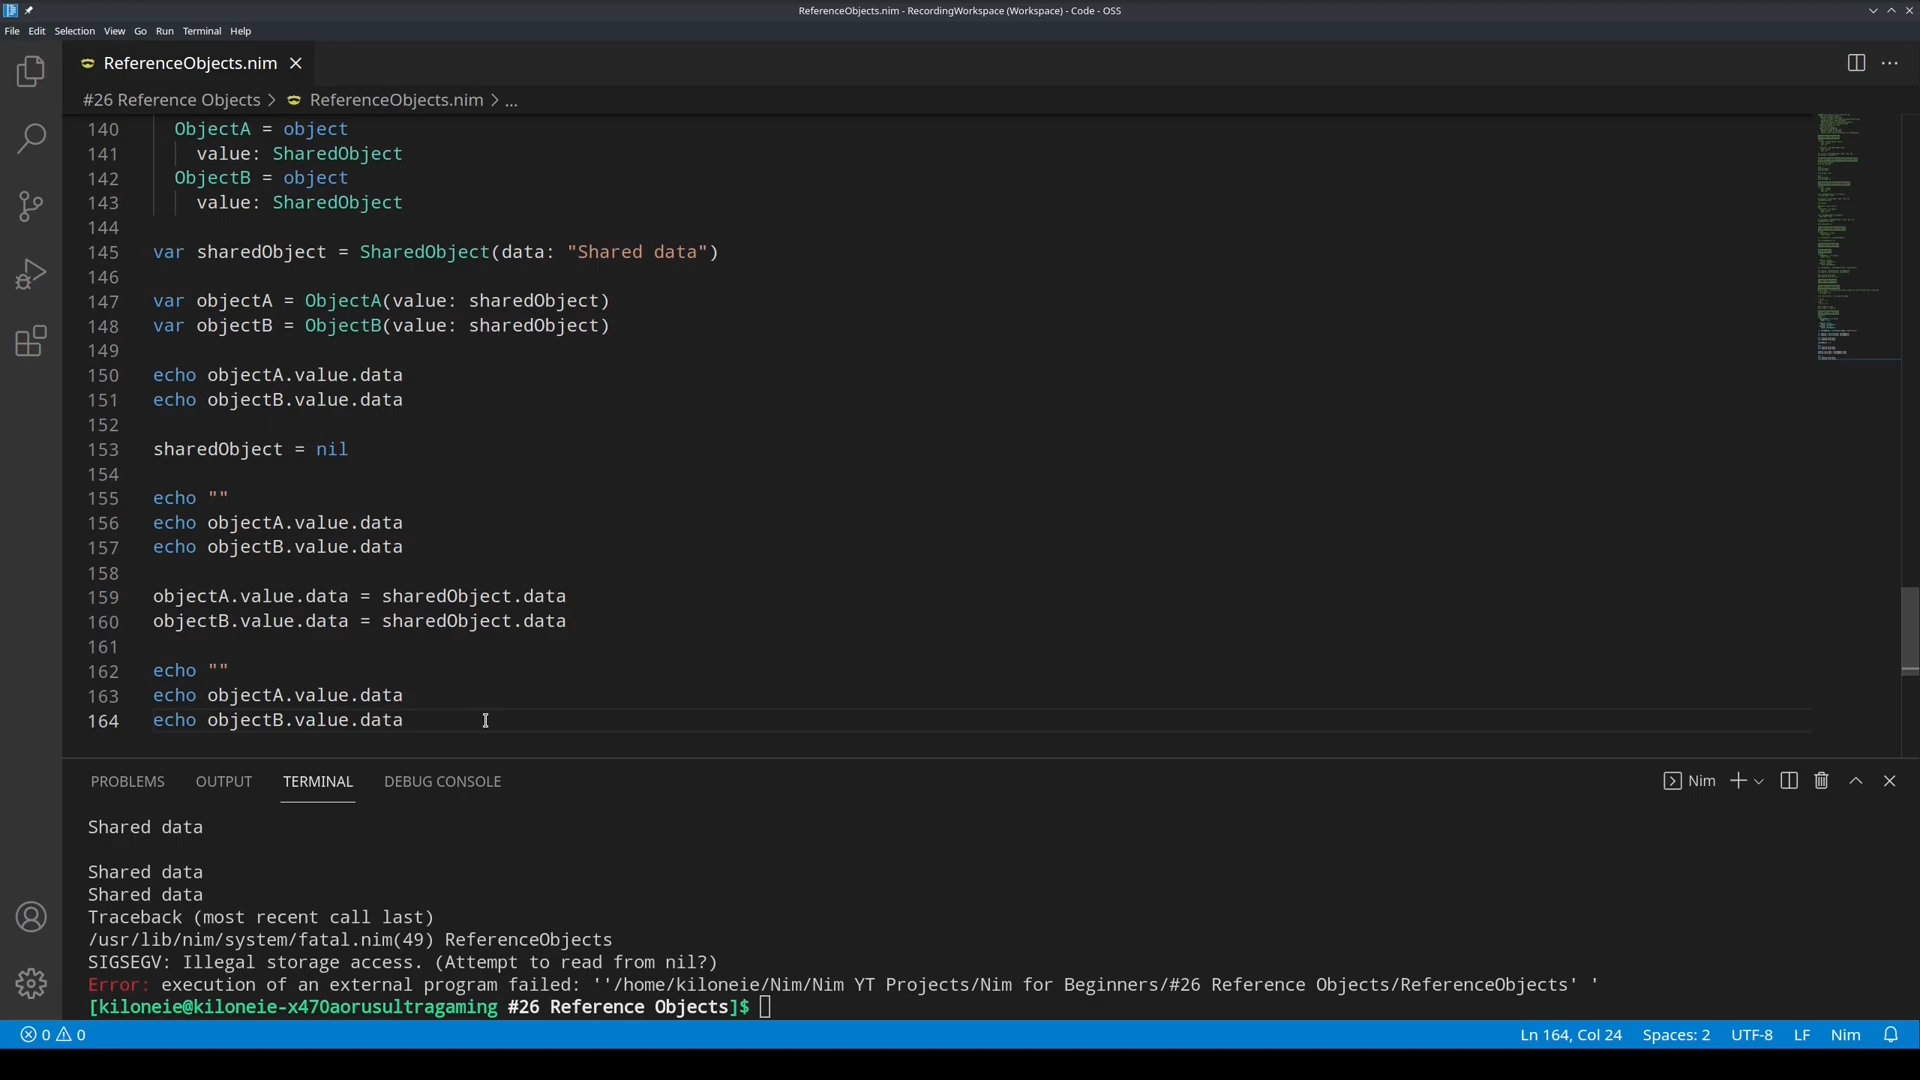 ReferenceObjects.nim - RecordingWorkspace (Workspace) - Code - OSS
File Edit Selection View Go Run Terminal Help
ReferenceObjects.nim
#26 Reference Objects > ReferenceObjects.nim > ...
140 ObjectA = object
141 value: SharedObject
142 ObjectB = object
143 value: SharedObject
144
145 var sharedObject = SharedObject(data: "Shared data")
146
147 var objectA = ObjectA(value: sharedObject)
148 var objectB = ObjectB(value: sharedObject)
149
150 echo objectA.value.data
151 echo objectB.value.data
152
153 sharedObject = nil
154
155 echo ""
156 echo objectA.value.data
157 echo objectB.value.data
158
159 objectA.value.data = sharedObject.data
160 objectB.value.data = sharedObject.data
161
162 echo ""
163 echo objectA.value.data
164 echo objectB.value.data
PROBLEMS OUTPUT TERMINAL DEBUG CONSOLE Nim
Shared data
Shared data
Shared data
Traceback (most recent call last)
/usr/lib/nim/system/fatal.nim(49) ReferenceObjects
SIGSEGV: Illegal storage access. (Attempt to read from nil?)
Error: execution of an external program failed: ''/home/kiloneie/Nim/Nim YT Projects/Nim for Beginners/#26 Reference Objects/ReferenceObjects' '
[kiloneie@kiloneie-x470aorusultragaming #26 Reference Objects]$
0 0 Ln 164, Col 24 Spaces: 2 UTF-8 LF Nim